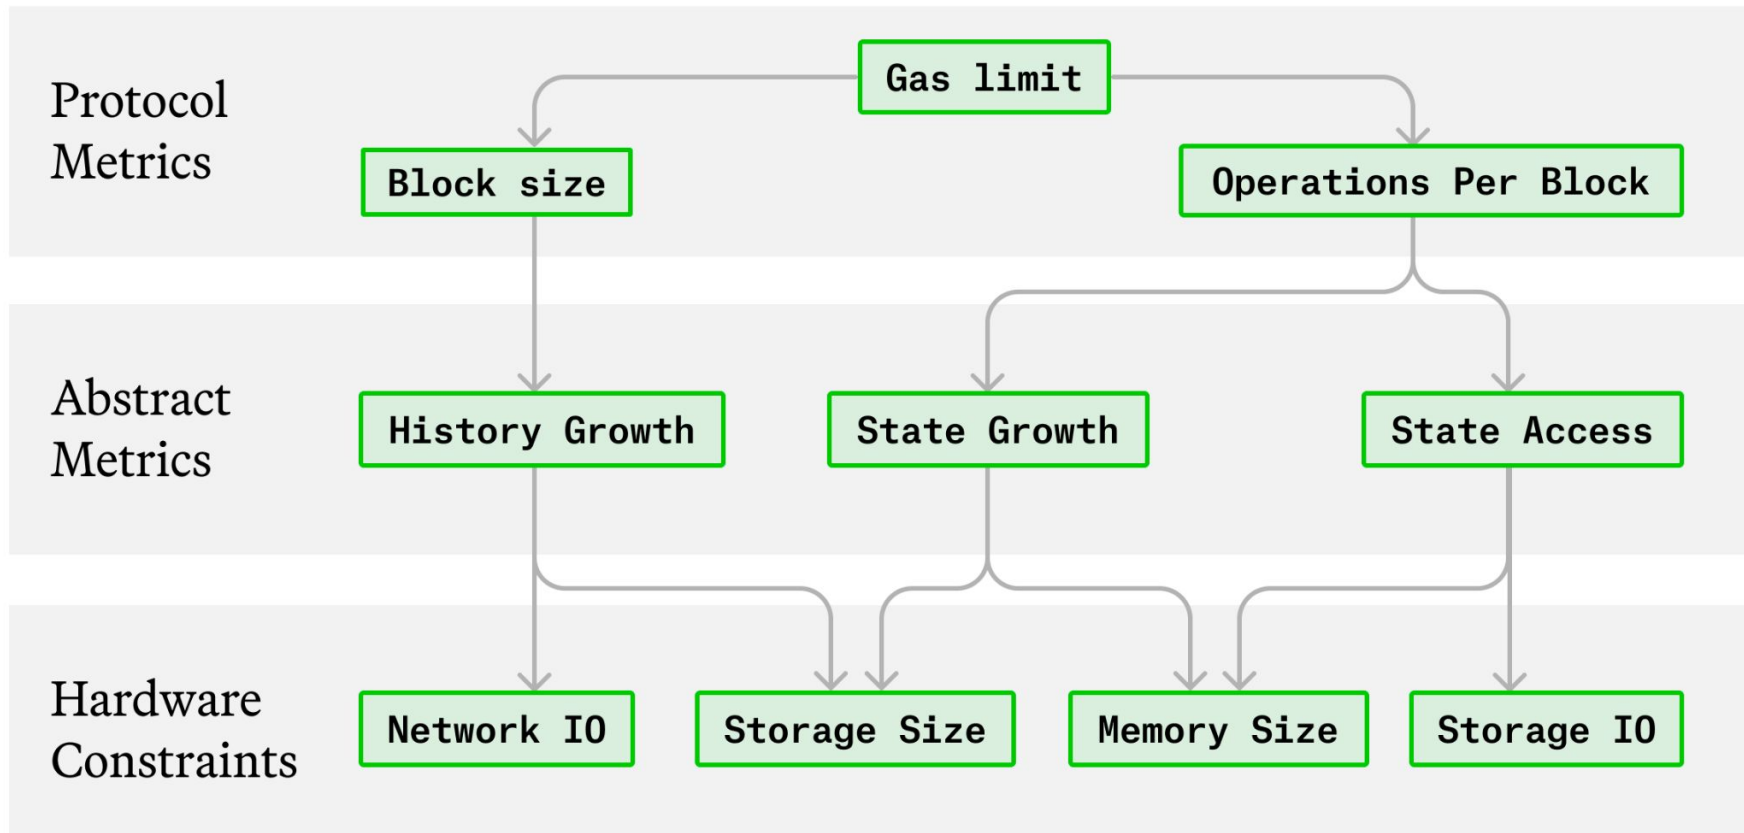 Protocol
Metrics
Gas limit
Block size
Operations Per Block
Abstract
Metrics
History Growth
State Growth
State Access
Hardware
Constraints
Network IO
Storage Size
Memory Size
Storage IO